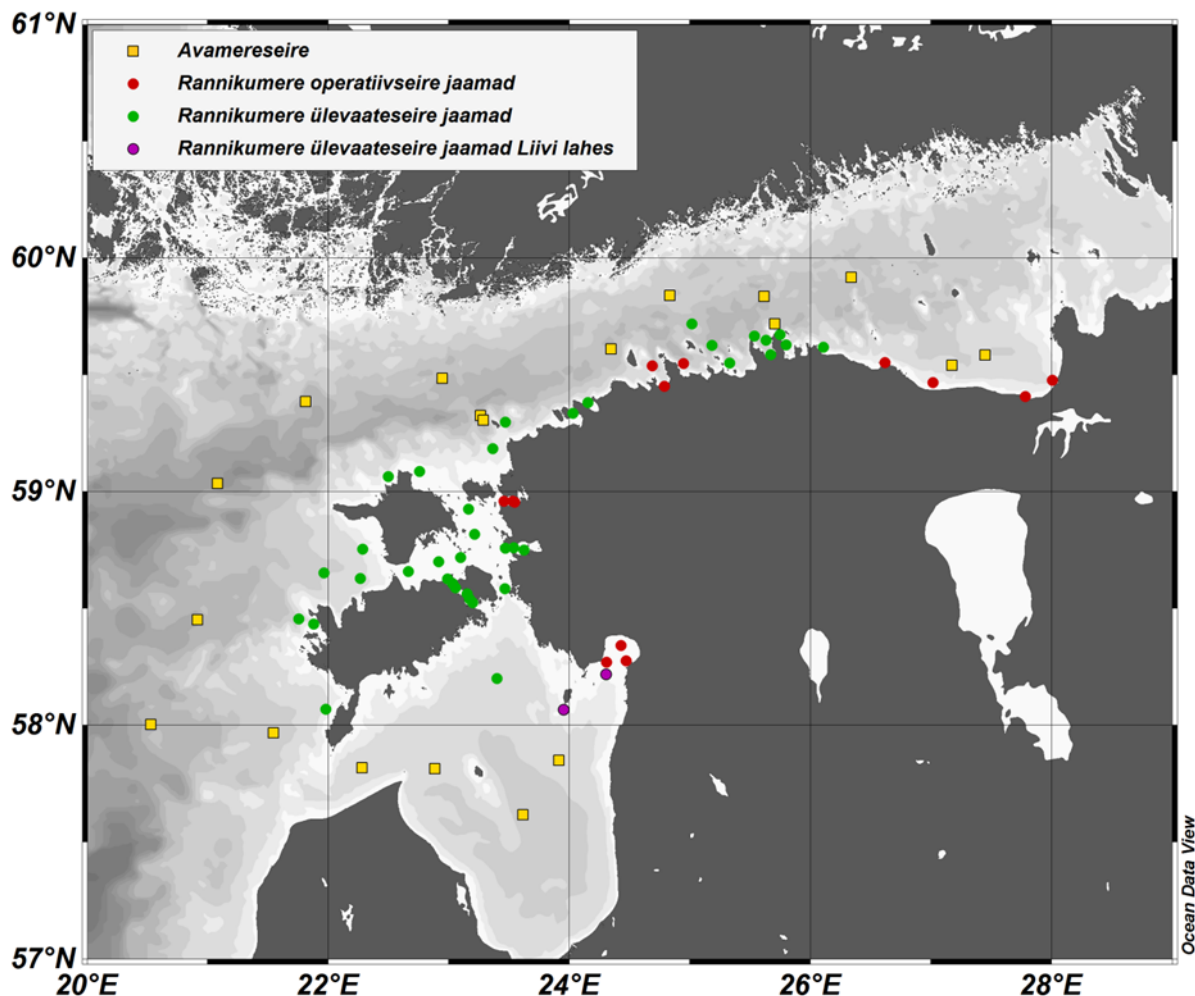 61°N
Avamereseire
Rannikumere operatiivseire jaamad
Rannikumere ülevaateseire jaamad
Rannikumere ülevaateseire jaamad Liivi lahes
60°N
59°N
58°N
57°N
20°E 22°E 24°E 26°E 28°E
Ocean Data View